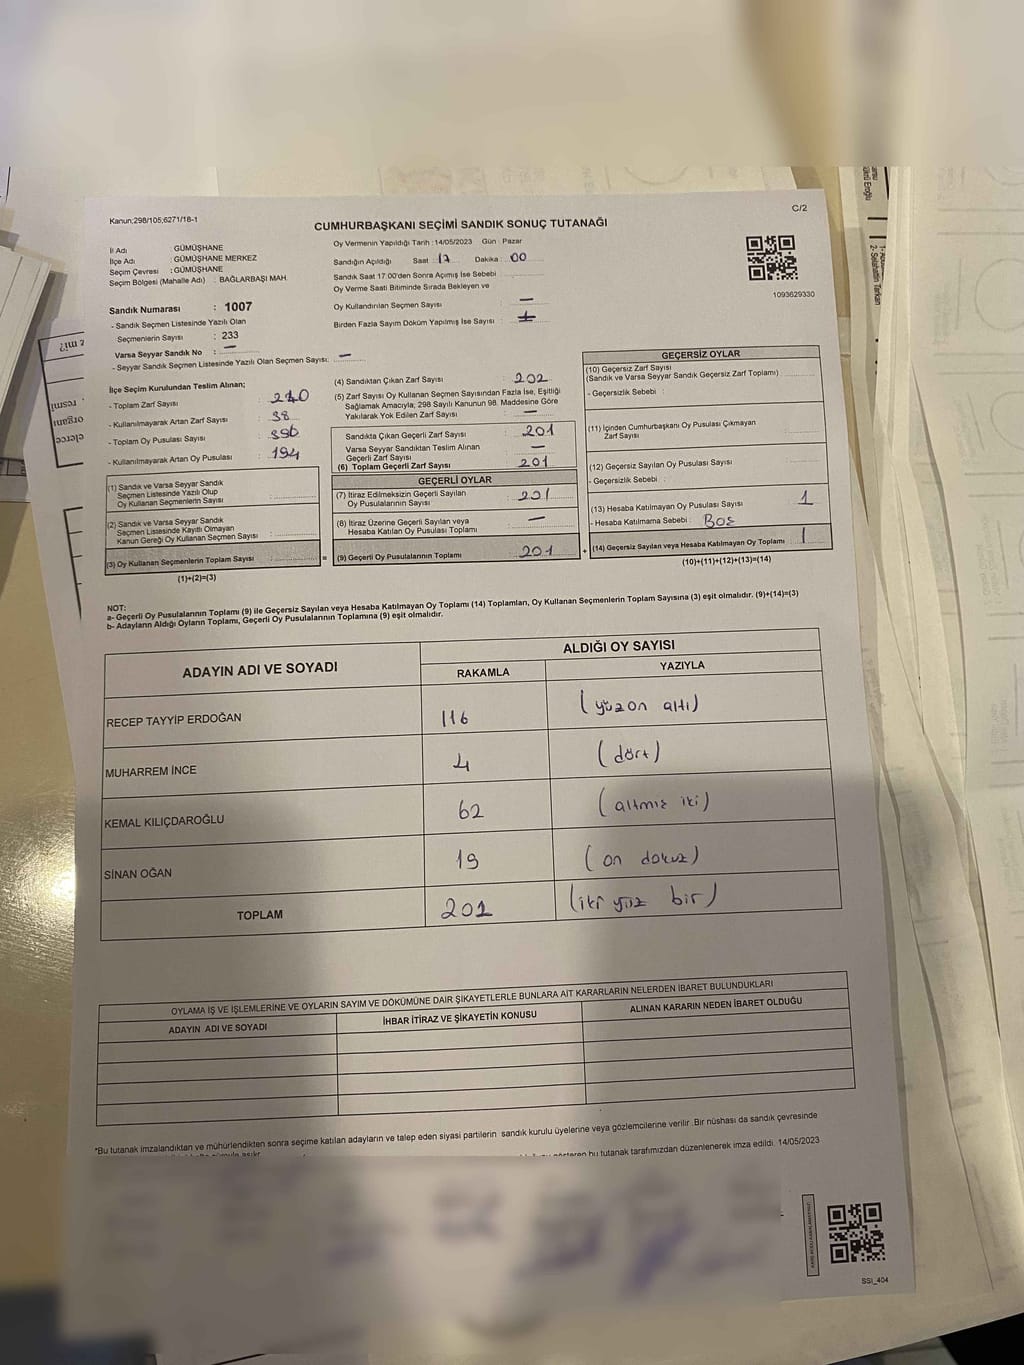 Kanun:298/105,6271/18-1
C/2
CUMHURBAŞKANI SEÇİMİ SANDIK SONUÇ TUTANAĞI
İl Adı : GÜMÜŞHANE
İlçe Adı : GÜMÜŞHANE MERKEZ
Seçim Çevresi : GÜMÜŞHANE
Seçim Bölgesi (Mahalle Adı) : BAĞLARBAŞI MAH.
Sandık Numarası : 1007
- Sandık Seçmen Listesinde Yazılı Olan
Seçmenlerin Sayısı : 233
Varsa Seyyar Sandık No : —
- Seyyar Sandık Seçmen Listesinde Yazılı Olan Seçmen Sayısı: —
Oy Vermenin Yapıldığı Tarih :14/05/2023 Gün : Pazar
Sandığın Açıldığı Saat : 17 Dakika : 00
Sandık Saat 17:00'den Sonra Açımış İse Sebebi
Oy Verme Saati Bitiminde Sırada Bekleyen ve
Oy Kullandırılan Seçmen Sayısı —
Birden Fazla Sayım Döküm Yapılmış İse Sayısı :
1093629330
İlçe Seçim Kurulundan Teslim Alınan;
- Toplam Zarf Sayısı : 240
- Kullanılmayarak Artan Zarf Sayısı : 38
- Toplam Oy Pusulası Sayısı :
- Kullanılmayarak Artan Oy Pusulası : 194
(1) Sandık ve Varsa Seyyar Sandık
Seçmen Listesinde Yazılı Olup
Oy Kullanan Seçmenlerin Sayısı :
(2) Sandık ve Varsa Seyyar Sandık
Seçmen Listesinde Kayıtlı Olmayan
Kanun Gereği Oy Kullanan Seçmen Sayısı :
(3) Oy Kullanan Seçmenlerin Toplam Sayısı :
(1)+(2)=(3)
=
(4) Sandıktan Çıkan Zarf Sayısı : 202
(5) Zarf Sayısı Oy Kullanan Seçmen Sayısından Fazla İse, Eşitliği
Sağlamak Amacıyla, 298 Sayılı Kanunun 98. Maddesine Göre
Yakılarak Yok Edilen Zarf Sayısı : —
Sandıkta Çıkan Geçerli Zarf Sayısı : 201
Varsa Seyyar Sandıktan Teslim Alınan
Geçerli Zarf Sayısı : —
(6) Toplam Geçerli Zarf Sayısı : 201
GEÇERLİ OYLAR
(7) İtiraz Edilmeksizin Geçerli Sayılan
Oy Pusulalarının Sayısı : 201
(8) İtiraz Üzerine Geçerli Sayılan veya
Hesaba Katılan Oy Pusulası Toplamı : —
(9) Geçerli Oy Pusulalarının Toplamı : 201
+
GEÇERSİZ OYLAR
(10) Geçersiz Zarf Sayısı
(Sandık ve Varsa Seyyar Sandık Geçersiz Zarf Toplamı) :
- Geçersizlik Sebebi :
(11) İçinden Cumhurbaşkanı Oy Pusulası Çıkmayan
Zarf Sayısı :
(12) Geçersiz Sayılan Oy Pusulası Sayısı :
- Geçersizlik Sebebi :
(13) Hesaba Katılmayan Oy Pusulası Sayısı : 1
- Hesaba Katılmama Sebebi : BOŞ
(14) Geçersiz Sayılan veya Hesaba Katılmayan Oy Toplamı : 1
(10)+(11)+(12)+(13)=(14)
NOT:
a- Geçerli Oy Pusulalarının Toplamı (9) ile Geçersiz Sayılan veya Hesaba Katılmayan Oy Toplamı (14) Toplamları, Oy Kullanan Seçmenlerin Toplam Sayısına (3) eşit olmalıdır. (9)+(14)=(3)
b- Adayların Aldığı Oyların Toplamı, Geçerli Oy Pusulalarının Toplamına (9) eşit olmalıdır.
ADAYIN ADI VE SOYADI ALDIĞI OY SAYISI
RAKAMLA YAZIYLA
RECEP TAYYİP ERDOĞAN 116 (yüzon altı)
MUHARREM İNCE 4 (dört)
KEMAL KILIÇDAROĞLU 62 (altmış iki)
SİNAN OĞAN 19 (on dokuz)
TOPLAM 201 (iki yüz bir)
OYLAMA İŞ VE İŞLEMLERİNE VE OYLARIN SAYIM VE DÖKÜMÜNE DAİR ŞİKAYETLERLE BUNLARA AİT KARARLARIN NELERDEN İBARET BULUNDUKLARI
ADAYIN ADI VE SOYADI İHBAR İTİRAZ VE ŞİKAYETİN KONUSU ALINAN KARARIN NEDEN İBARET OLDUĞU
*Bu tutanak imzalandıktan ve mühürlendikten sonra seçime katılan adayların ve talep eden siyasi partilerin sandık kurulu üyelerine veya gözlemcilerine verilir .Bir nüshası da sandık çevresinde
bu tutanak tarafımızdan düzenlenerek imza edildi. 14/05/2023
SSI_404